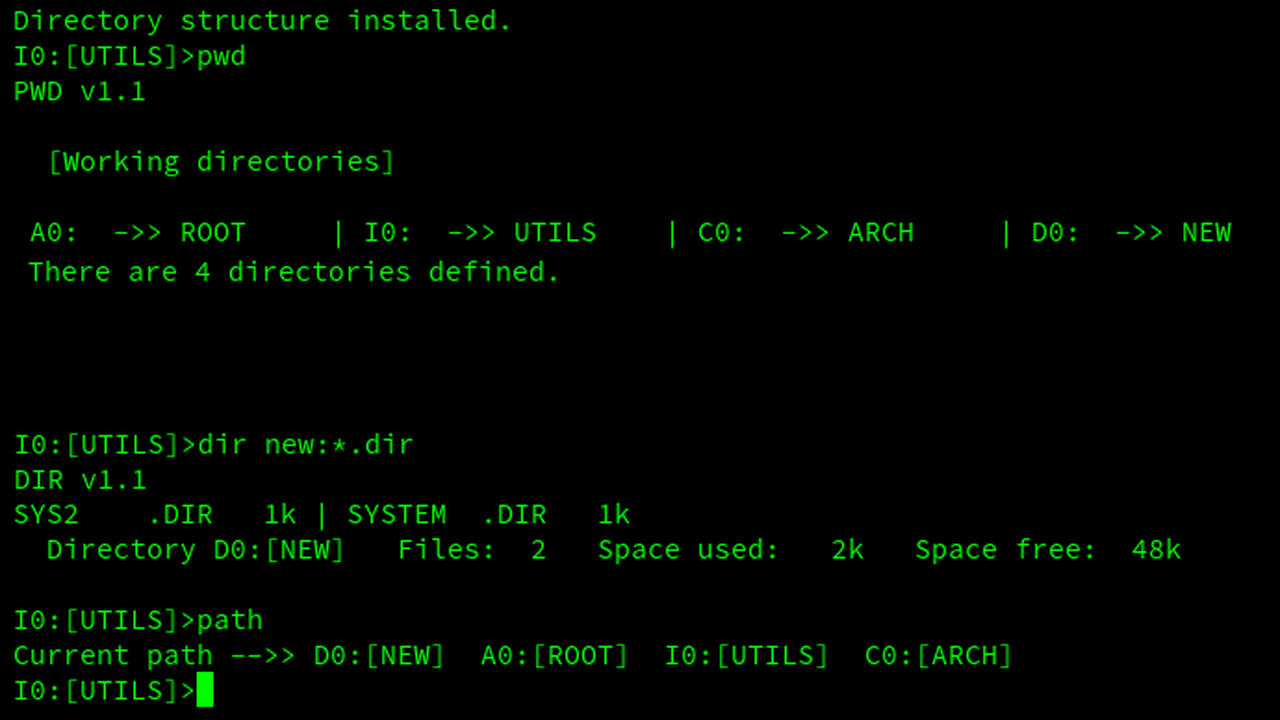 Directory structure installed.
I0:[UTILS]>pwd
PWD v1.1
[Working directories]
A0:  –>> ROOT     | I0:  –>> UTILS    | C0:  –>> ARCH     | D0:  –>> NEW
There are 4 directories defined.
I0:[UTILS]>dir new:*.dir
DIR v1.1
SYS2    .DIR   1k | SYSTEM  .DIR   1k
Directory D0:[NEW]   Files:  2   Space used:   2k   Space free:  48k
I0:[UTILS]>path
Current path –->> D0:[NEW]  A0:[ROOT]  I0:[UTILS]  C0:[ARCH]
I0:[UTILS]>